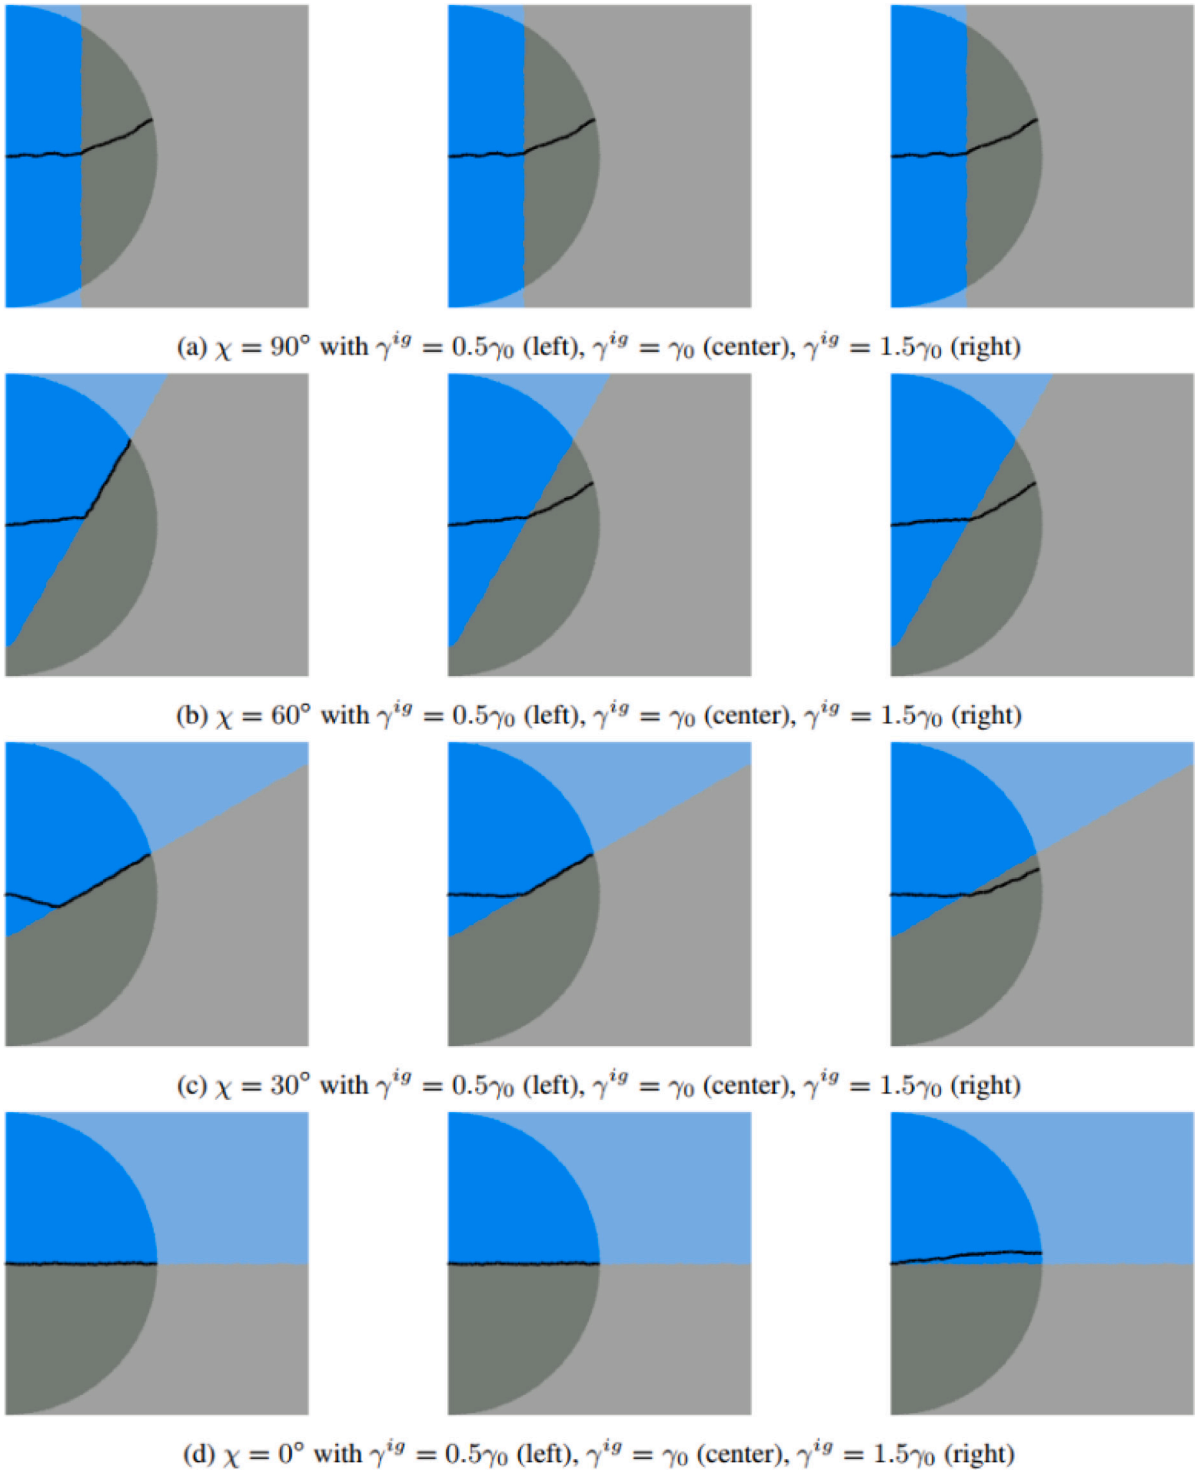 (a) χ = 90° with γ^{ig} = 0.5γ₀ (left), γ^{ig} = γ₀ (center), γ^{ig} = 1.5γ₀ (right)
(b) χ = 60° with γ^{ig} = 0.5γ₀ (left), γ^{ig} = γ₀ (center), γ^{ig} = 1.5γ₀ (right)
(c) χ = 30° with γ^{ig} = 0.5γ₀ (left), γ^{ig} = γ₀ (center), γ^{ig} = 1.5γ₀ (right)
(d) χ = 0° with γ^{ig} = 0.5γ₀ (left), γ^{ig} = γ₀ (center), γ^{ig} = 1.5γ₀ (right)